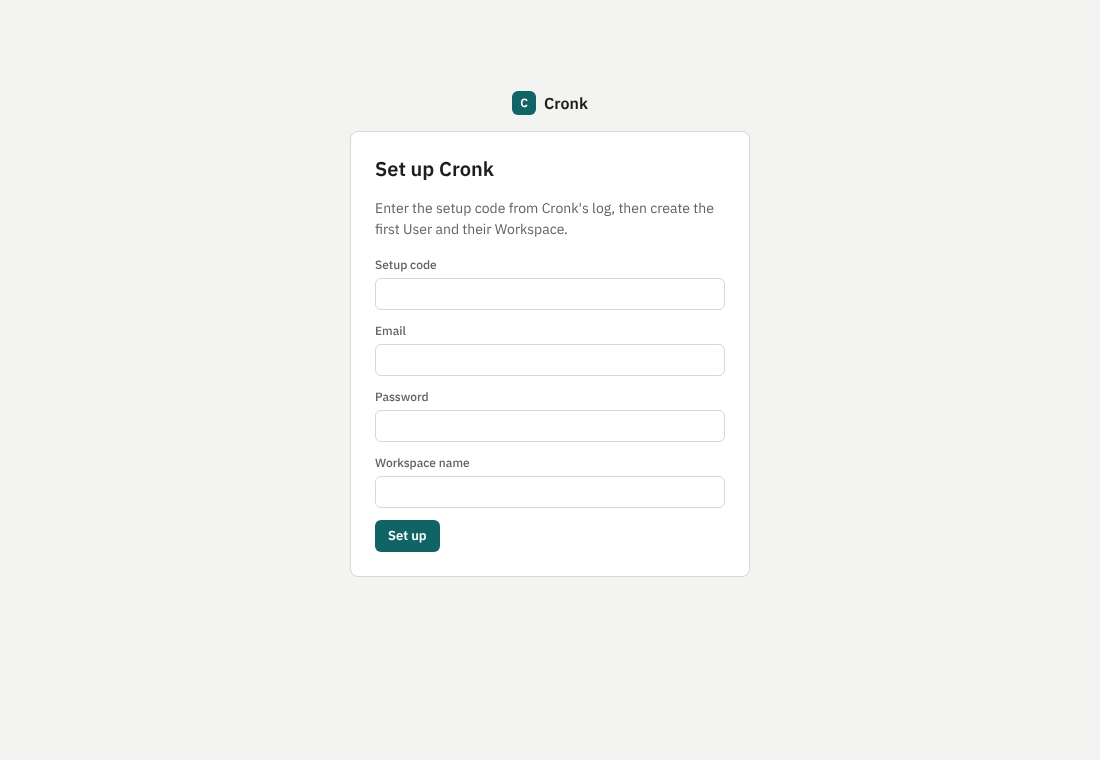 C Cronk
Set up Cronk
Enter the setup code from Cronk's log, then create the
first User and their Workspace.
Setup code
Email
Password
Workspace name
Set up